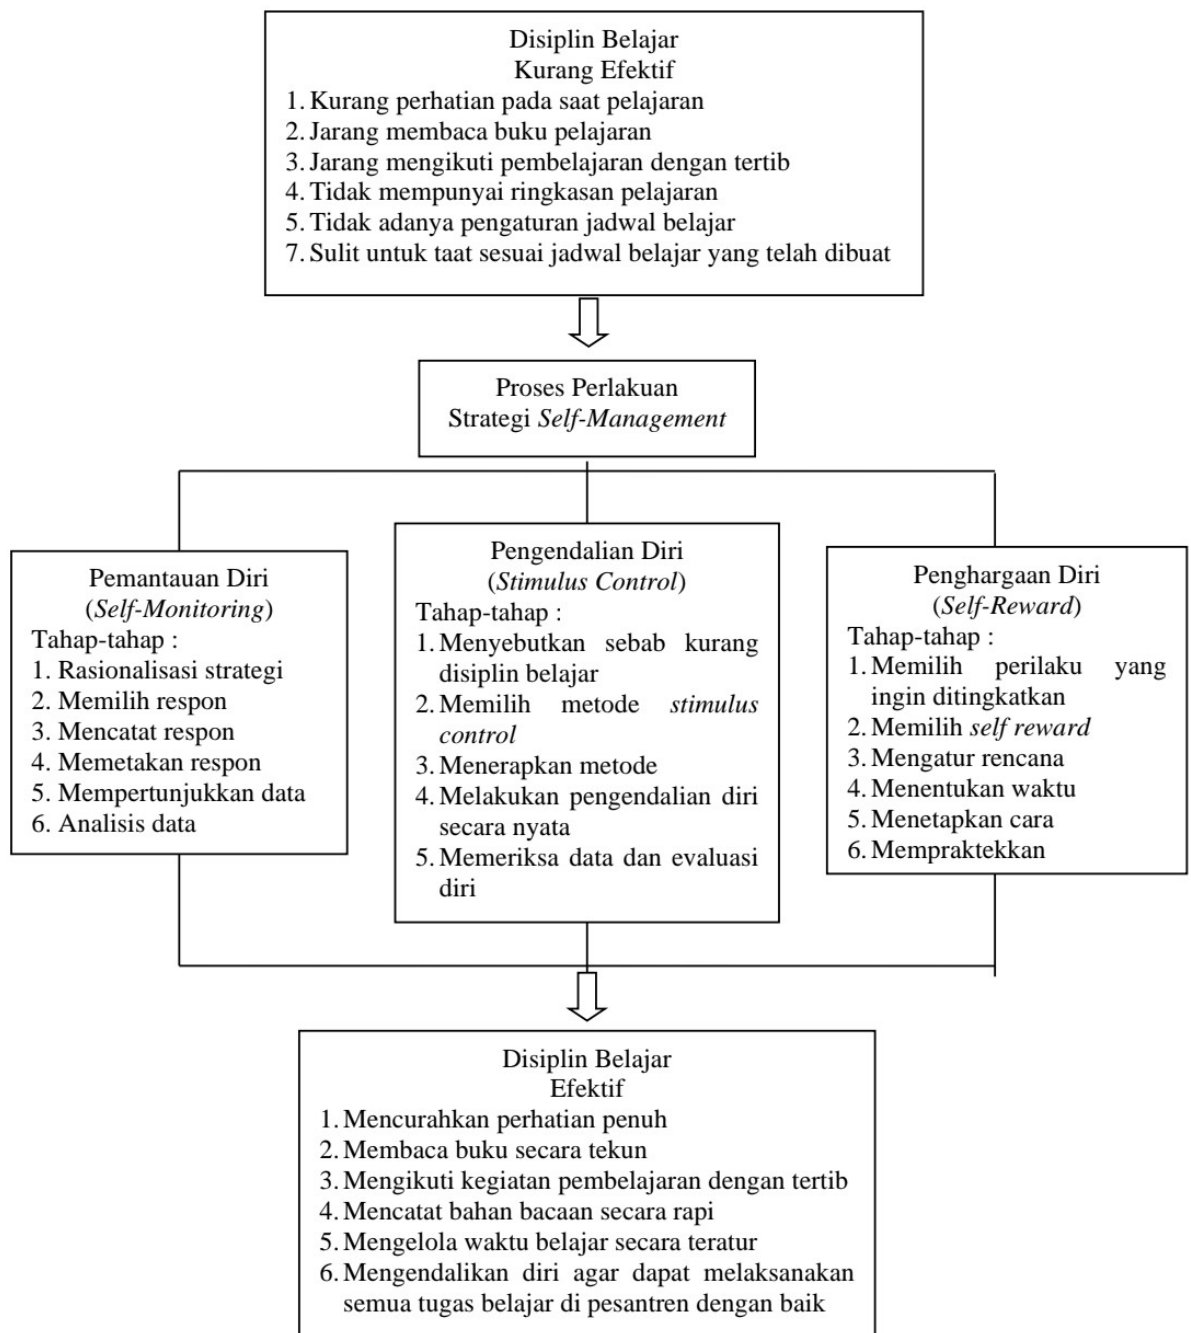 Disiplin Belajar
Kurang Efektif
1. Kurang perhatian pada saat pelajaran
2. Jarang membaca buku pelajaran
3. Jarang mengikuti pembelajaran dengan tertib
4. Tidak mempunyai ringkasan pelajaran
5. Tidak adanya pengaturan jadwal belajar
7. Sulit untuk taat sesuai jadwal belajar yang telah dibuat
Proses Perlakuan
Strategi Self-Management
Pemantauan Diri
(Self-Monitoring)
Tahap-tahap :
1. Rasionalisasi strategi
2. Memilih respon
3. Mencatat respon
4. Memetakan respon
5. Mempertunjukkan data
6. Analisis data
Pengendalian Diri
(Stimulus Control)
Tahap-tahap :
1. Menyebutkan sebab kurang
disiplin belajar
2. Memilih metode stimulus
control
3. Menerapkan metode
4. Melakukan pengendalian diri
secara nyata
5. Memeriksa data dan evaluasi
diri
Penghargaan Diri
(Self-Reward)
Tahap-tahap :
1. Memilih perilaku yang
ingin ditingkatkan
2. Memilih self reward
3. Mengatur rencana
4. Menentukan waktu
5. Menetapkan cara
6. Mempraktekkan
Disiplin Belajar
Efektif
1. Mencurahkan perhatian penuh
2. Membaca buku secara tekun
3. Mengikuti kegiatan pembelajaran dengan tertib
4. Mencatat bahan bacaan secara rapi
5. Mengelola waktu belajar secara teratur
6. Mengendalikan diri agar dapat melaksanakan
semua tugas belajar di pesantren dengan baik